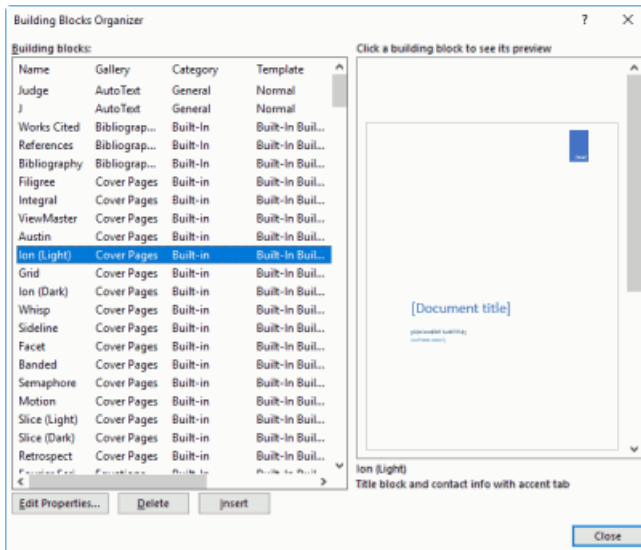 Building Blocks Organizer ? ×
Building blocks:
Name Gallery Category Template
Judge AutoText General Normal
J AutoText General Normal
Works Cited Bibliograp... Built-In Built-In Buil...
References Bibliograp... Built-In Built-In Buil...
Bibliography Bibliograp... Built-In Built-In Buil...
Filigree Cover Pages Built-in Built-In Buil...
Integral Cover Pages Built-in Built-In Buil...
ViewMaster Cover Pages Built-in Built-In Buil...
Austin Cover Pages Built-in Built-In Buil...
Ion (Light) Cover Pages Built-in Built-In Buil...
Grid Cover Pages Built-in Built-In Buil...
Ion (Dark) Cover Pages Built-in Built-In Buil...
Whisp Cover Pages Built-in Built-In Buil...
Sideline Cover Pages Built-in Built-In Buil...
Facet Cover Pages Built-in Built-In Buil...
Banded Cover Pages Built-in Built-In Buil...
Semaphore Cover Pages Built-in Built-In Buil...
Motion Cover Pages Built-in Built-In Buil...
Slice (Light) Cover Pages Built-in Built-In Buil...
Slice (Dark) Cover Pages Built-in Built-In Buil...
Retrospect Cover Pages Built-in Built-In Buil...
Edit Properties... Delete Insert
Click a building block to see its preview
[Document title]
Ion (Light)
Title block and contact info with accent tab
Close